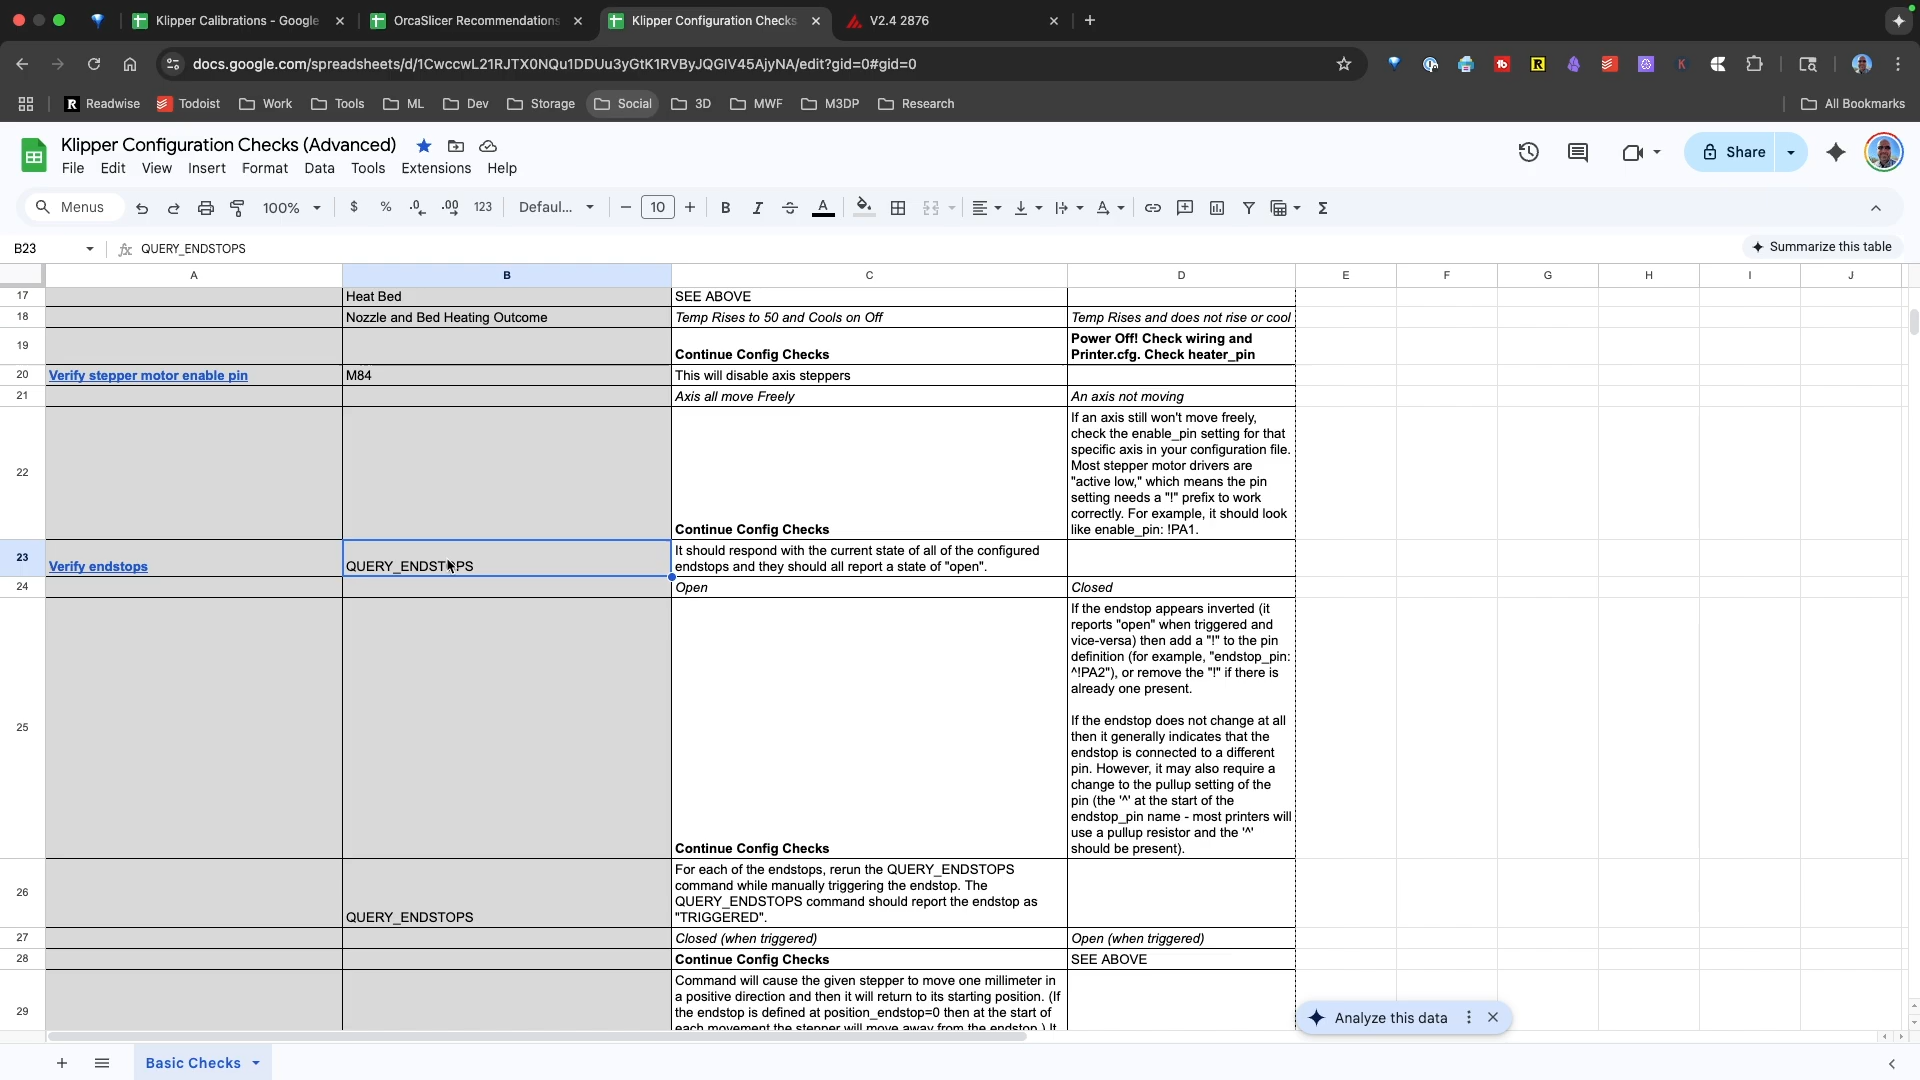 Klipper Calibrations - Google
OrcaSlicer Recommendations
Klipper Configuration Checks
V2.4 2876
docs.google.com/spreadsheets/d/1CwccwL21RJTX0NQu1DDUu3yGtK1RVByJQGIV45AjyNA/edit?gid=0#gid=0
Readwise
Todoist
Work
Tools
ML
Dev
Storage
Social
3D
MWF
M3DP
Research
All Bookmarks
Klipper Configuration Checks (Advanced)
File Edit View Insert Format Data Tools Extensions Help
Share
Menus
100%
$ % .0 .00 123
Defaul...
10
B23
QUERY_ENDSTOPS
Summarize this table
A B C D E F G H I J
17 Heat Bed SEE ABOVE
18 Nozzle and Bed Heating Outcome Temp Rises to 50 and Cools on Off Temp Rises and does not rise or cool
19 Continue Config Checks
Power Off! Check wiring and
Printer.cfg. Check heater_pin
20 Verify stepper motor enable pin M84 This will disable axis steppers
21 Axis all move Freely An axis not moving
22 Continue Config Checks
If an axis still won't move freely,
check the enable_pin setting for that
specific axis in your configuration file.
Most stepper motor drivers are
"active low," which means the pin
setting needs a "!" prefix to work
correctly. For example, it should look
like enable_pin: !PA1.
23 Verify endstops QUERY_ENDSTOPS
It should respond with the current state of all of the configured
endstops and they should all report a state of "open".
24 Open Closed
25 Continue Config Checks
If the endstop appears inverted (it
reports "open" when triggered and
vice-versa) then add a "!" to the pin
definition (for example, "endstop_pin:
^!PA2"), or remove the "!" if there is
already one present.
If the endstop does not change at all
then it generally indicates that the
endstop is connected to a different
pin. However, it may also require a
change to the pullup setting of the
pin (the '^' at the start of the
endstop_pin name - most printers will
use a pullup resistor and the '^'
should be present).
26 QUERY_ENDSTOPS
For each of the endstops, rerun the QUERY_ENDSTOPS
command while manually triggering the endstop. The
QUERY_ENDSTOPS command should report the endstop as
"TRIGGERED".
27 Closed (when triggered) Open (when triggered)
28 Continue Config Checks SEE ABOVE
29
Command will cause the given stepper to move one millimeter in
a positive direction and then it will return to its starting position. (If
the endstop is defined at position_endstop=0 then at the start of
each movement the stepper will move away from the endstop.) It
Analyze this data
Basic Checks